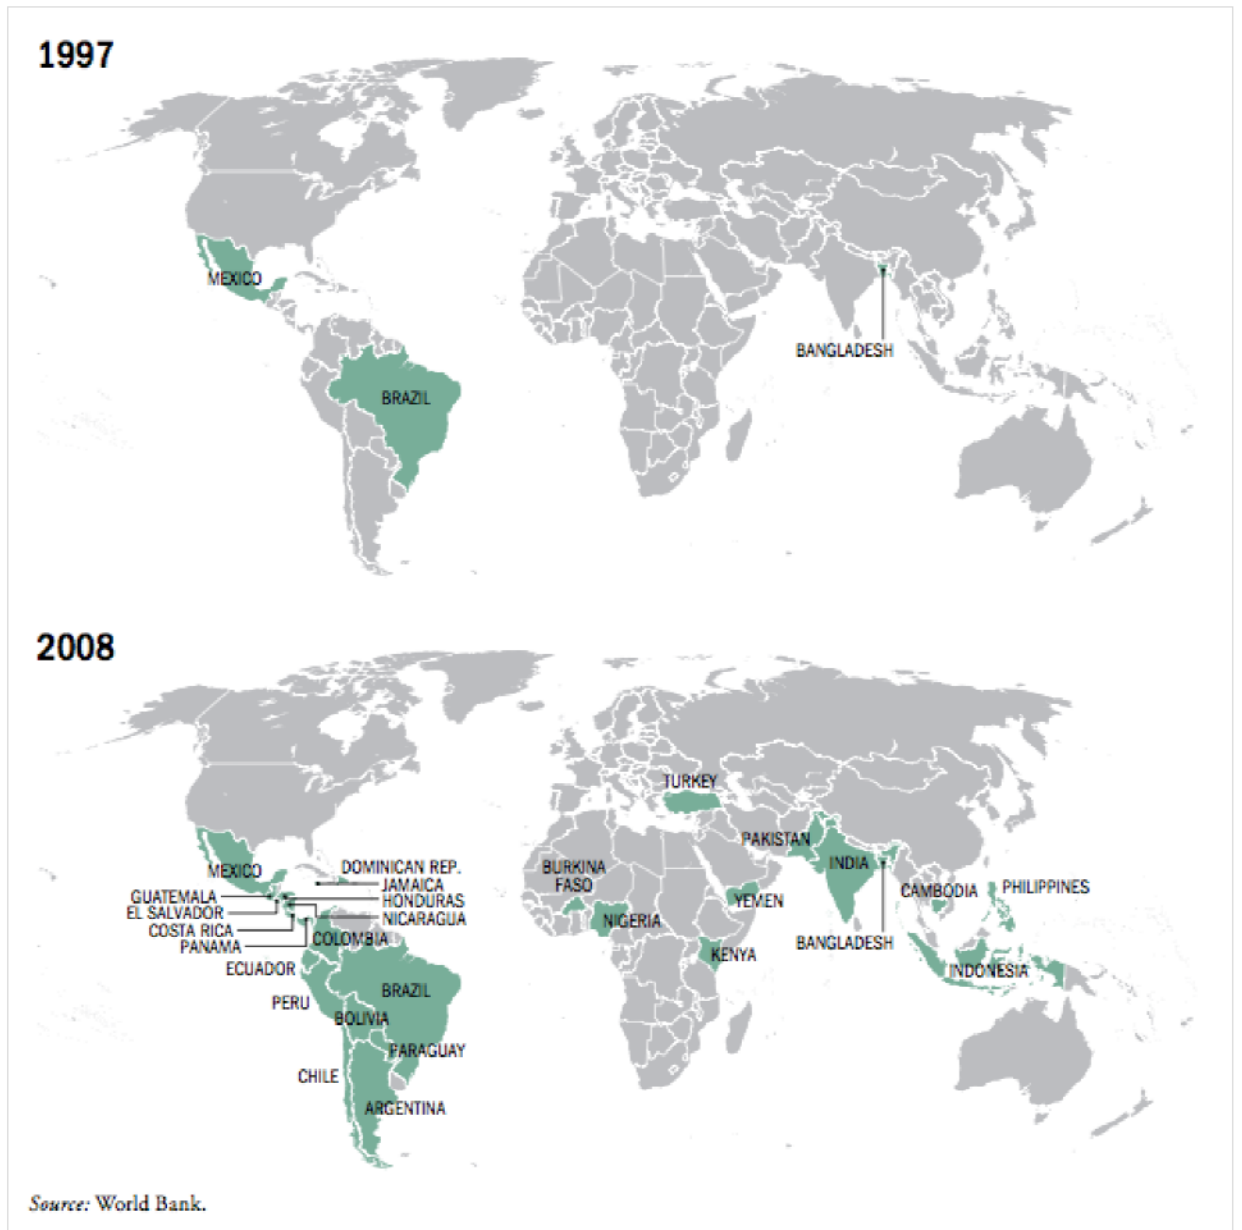 1997
MEXICO
BANGLADESH
BRAZIL
2008
TURKEY
PAKISTAN
MEXICO
DOMINICAN REP.
BURKINA
FASO
INDIA
JAMAICA
CAMBODIA
PHILIPPINES
GUATEMALA
HONDURAS
YEMEN
EL SALVADOR
NICARAGUA
NIGERIA
COSTA RICA
PANAMA
COLOMBIA
BANGLADESH
KENYA
ECUADOR
INDONESIA
BRAZIL
PERU
BOLIVIA
PARAGUAY
CHILE
ARGENTINA
Source: World Bank.